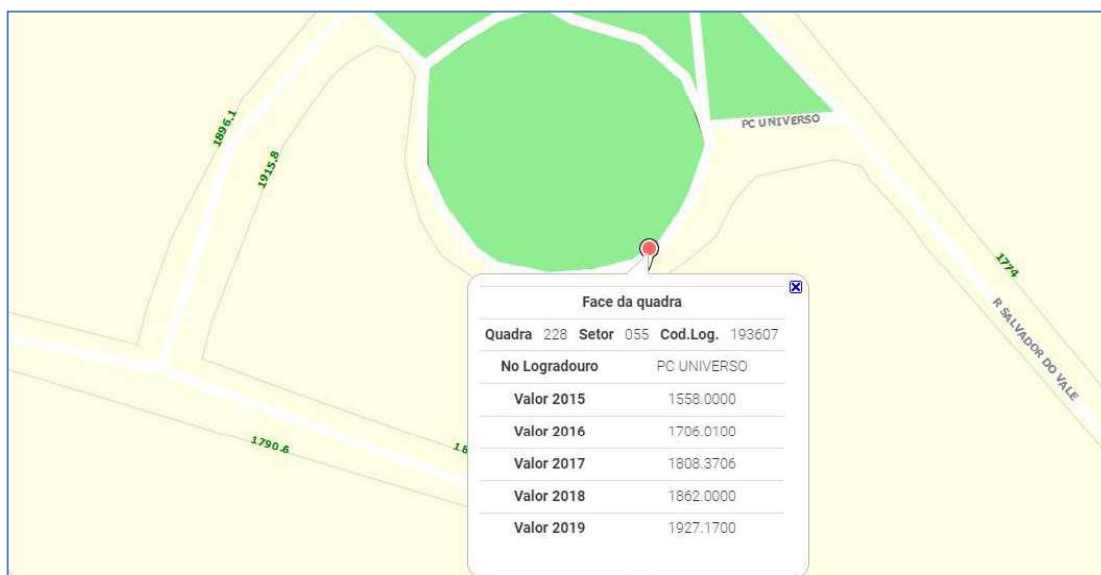 1896.1
1915.8
PC UNIVERSO
1774
R SALVADOR DO VALE
1790.6
18
Face da quadra
Quadra 228 Setor 055 Cod.Log. 193607
No Logradouro PC UNIVERSO
Valor 2015 1558.0000
Valor 2016 1706.0100
Valor 2017 1808.3706
Valor 2018 1862.0000
Valor 2019 1927.1700